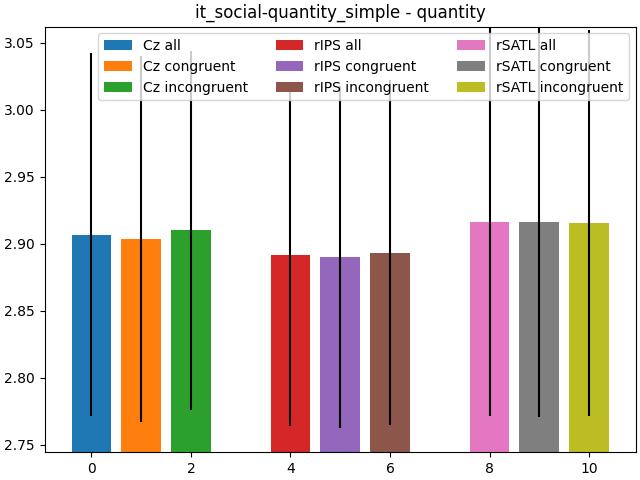 it_social-quantity_simple - quantity
Cz all
Cz congruent
Cz incongruent
rIPS all
rIPS congruent
rIPS incongruent
rSATL all
rSATL congruent
rSATL incongruent
3.05
3.00
2.95
2.90
2.85
2.80
2.75
0 2 4 6 8 10